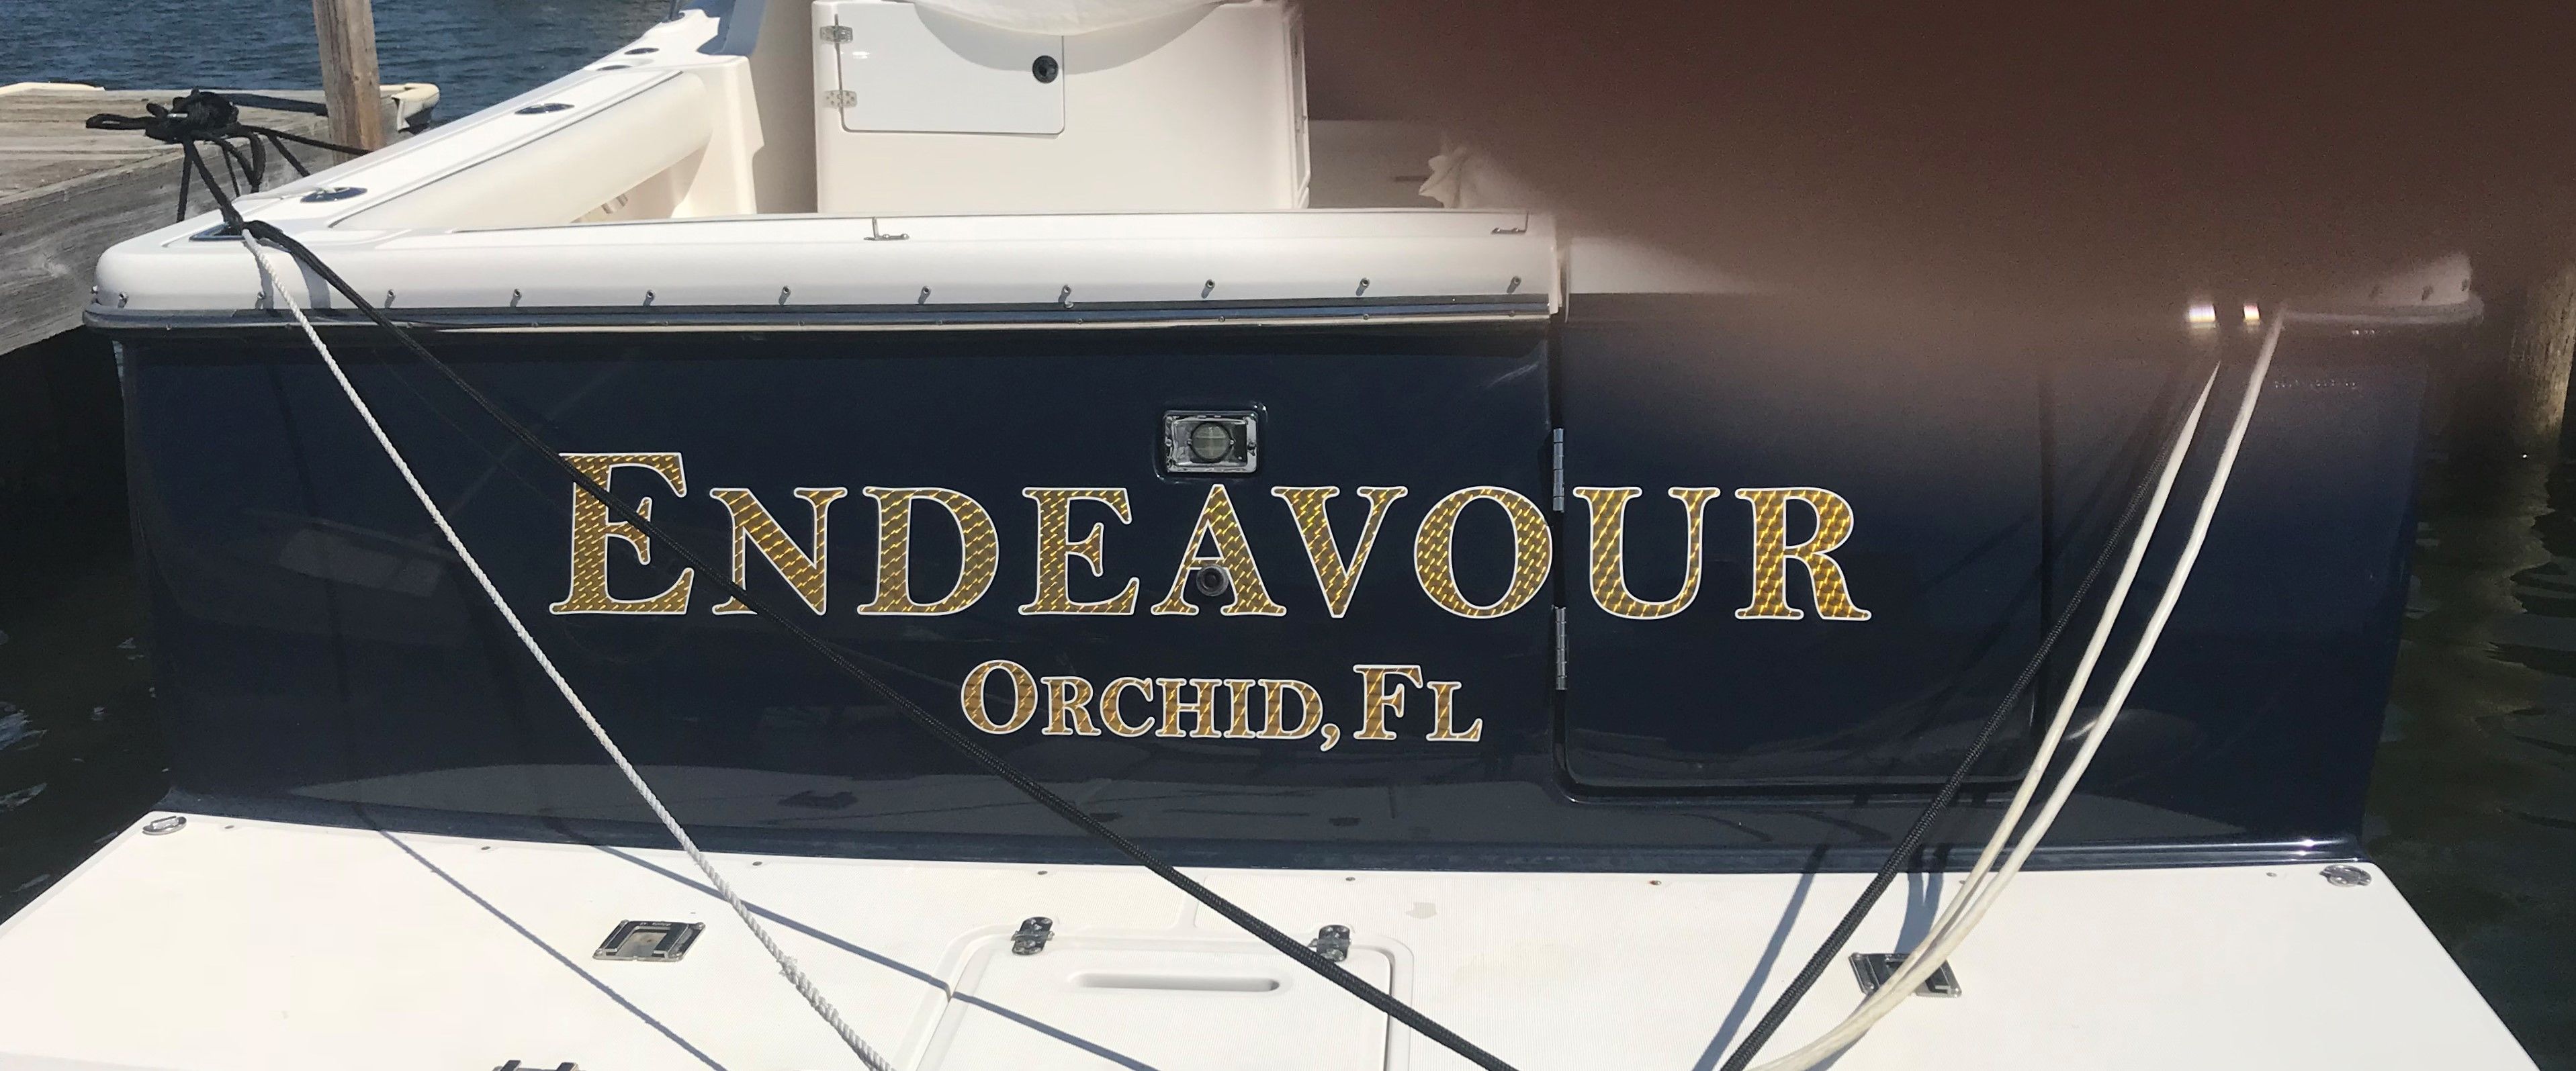 ENDEAVOUR
ORCHID, FL